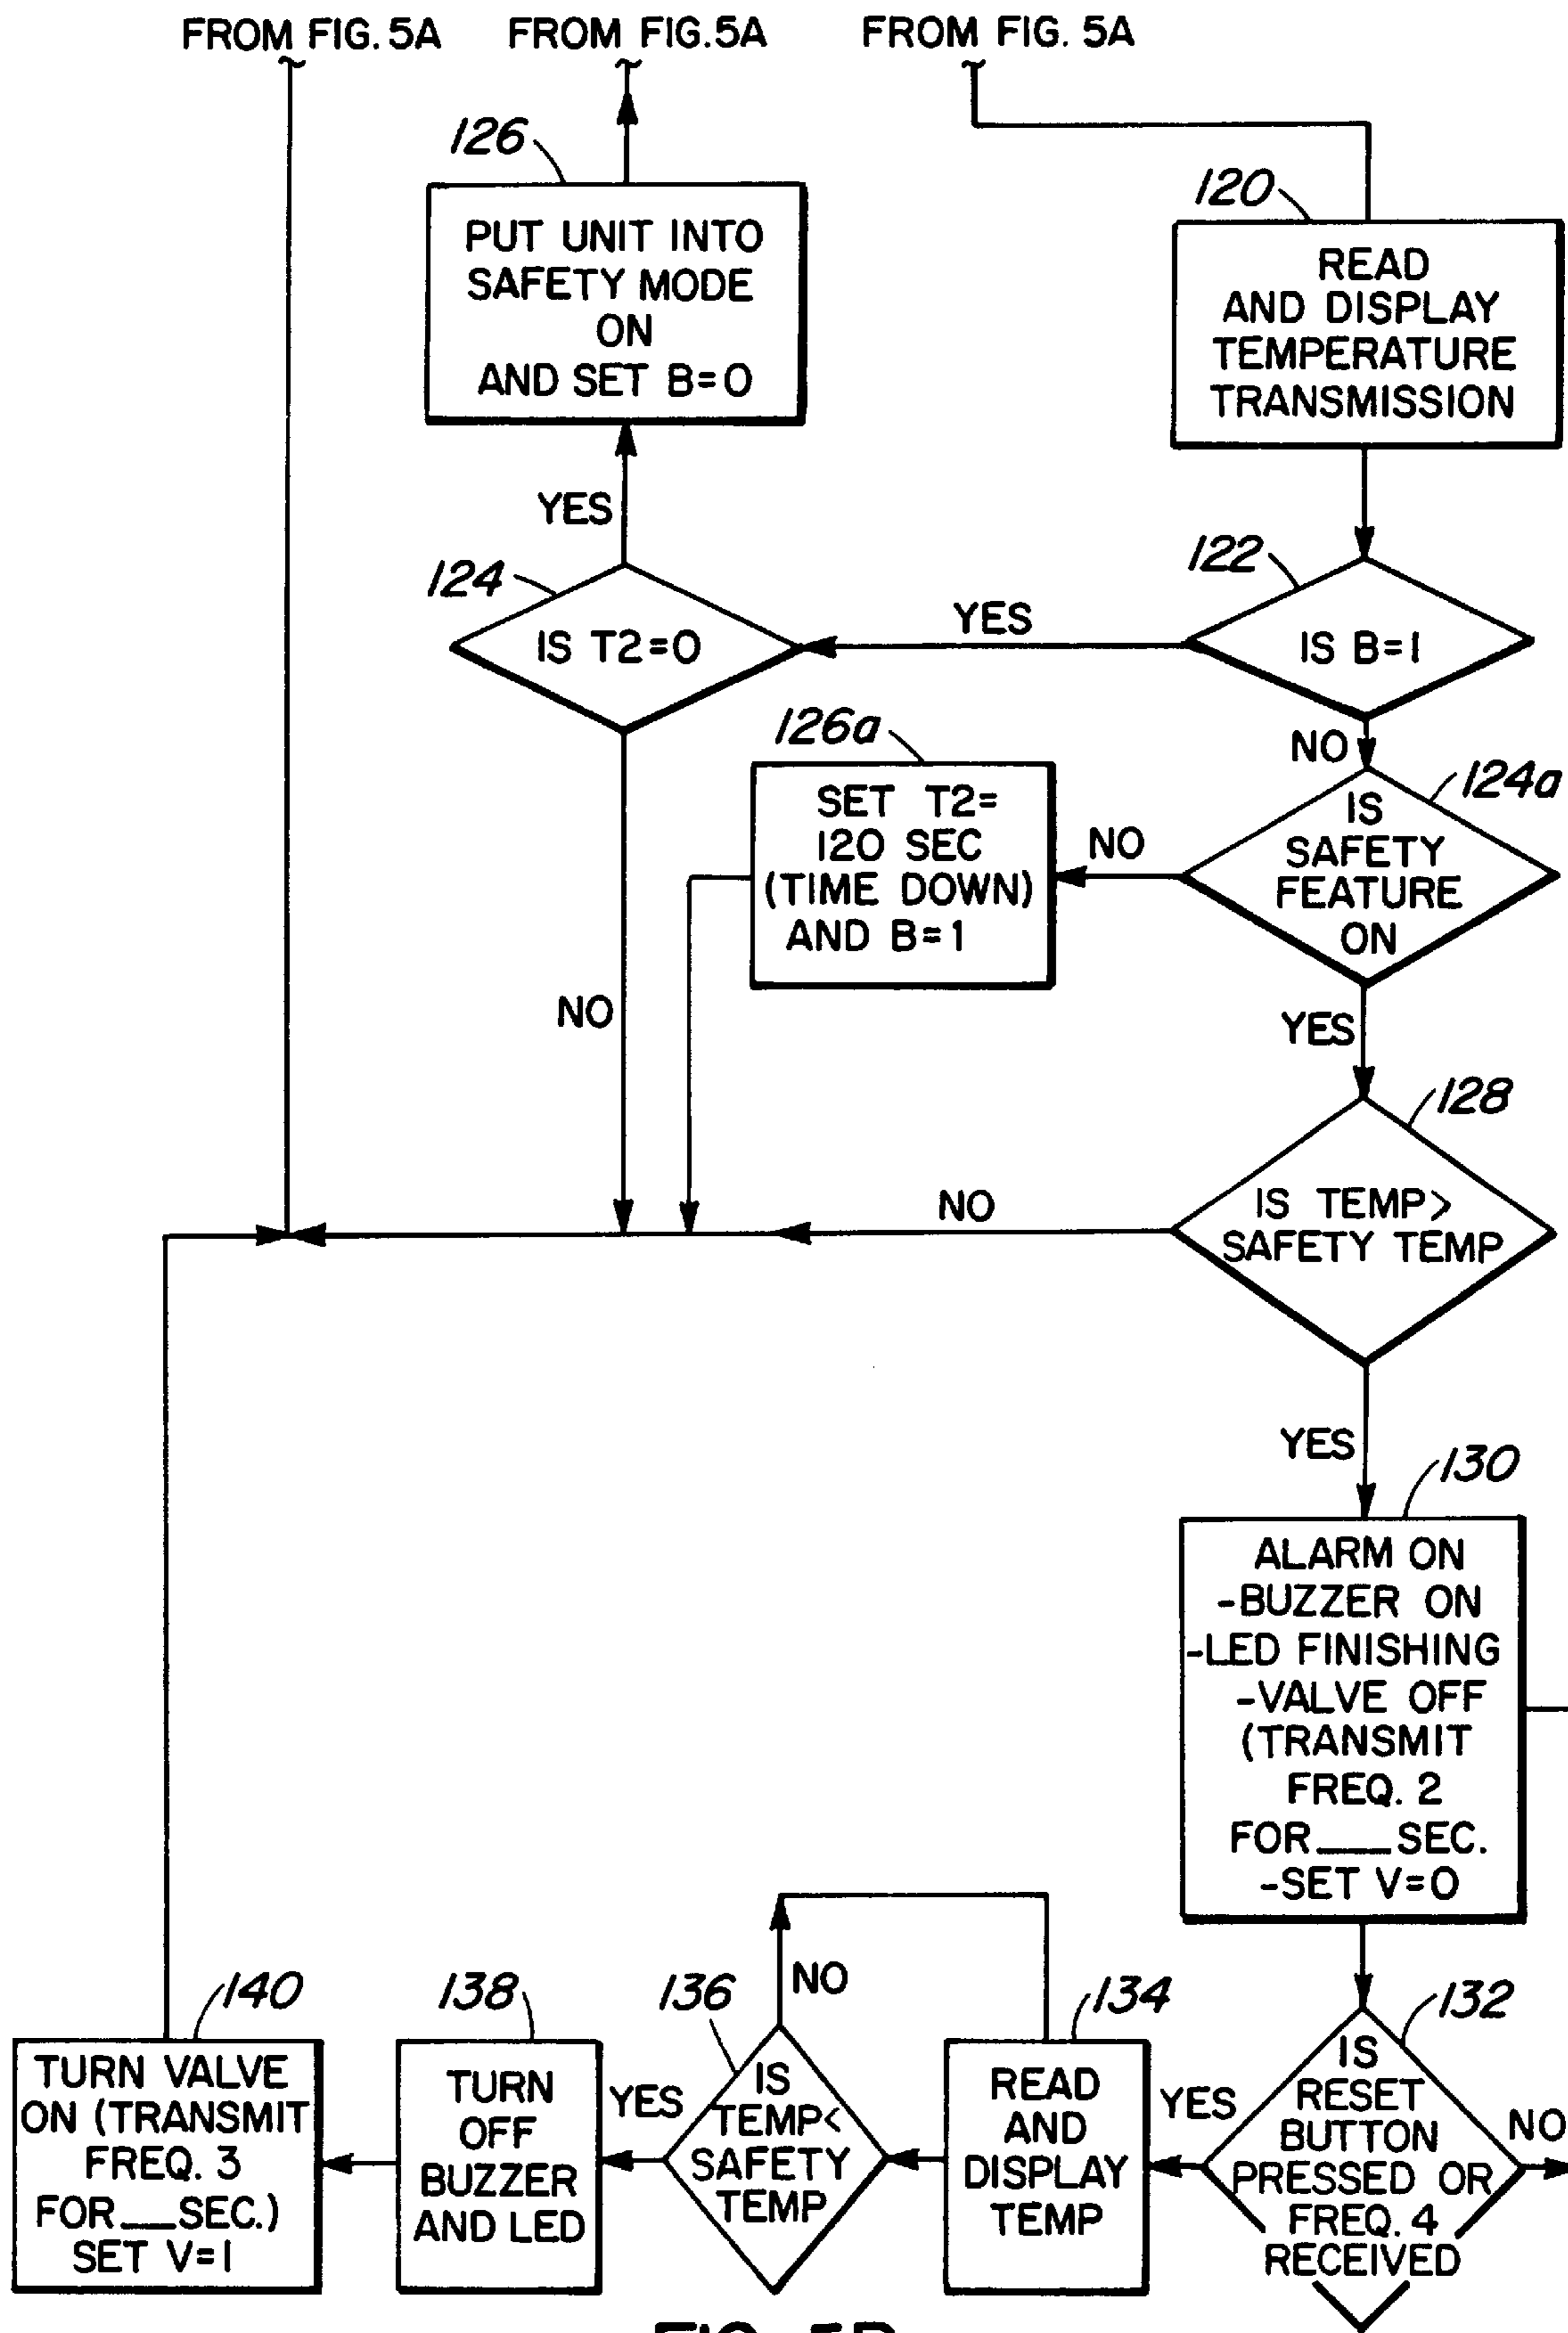 FROM FIG. 5A
FROM FIG. 5A
FROM FIG. 5A
126
PUT UNIT INTO
SAFETY MODE
ON
AND SET B=0
120
READ
AND DISPLAY
TEMPERATURE
TRANSMISSION
YES
124
IS T2=0
YES
122
IS B=1
NO
126a
SET T2=
120 SEC
(TIME DOWN)
AND B=1
NO
124a
IS
SAFETY
FEATURE
ON
NO
YES
128
IS TEMP>
SAFETY TEMP
NO
YES
130
ALARM ON
-BUZZER ON
-LED FINISHING
-VALVE OFF
(TRANSMIT
FREQ. 2
FOR___SEC.
-SET V=0
140
TURN VALVE
ON (TRANSMIT
FREQ. 3
FOR__SEC.)
SET V=1
138
TURN
OFF
BUZZER
AND LED
YES
136
NO
IS
TEMP<
SAFETY
TEMP
134
READ
AND
DISPLAY
TEMP
YES
132
IS
RESET
BUTTON
PRESSED OR
FREQ. 4
RECEIVED
NO